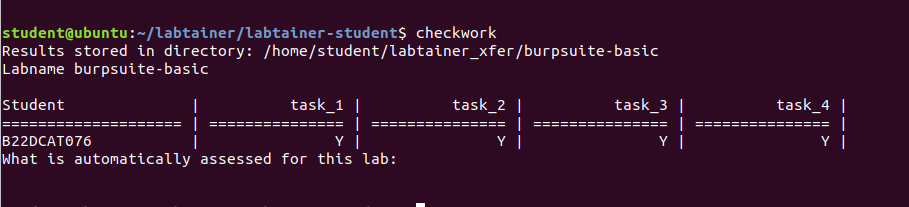 student@ubuntu:~/labtainer/labtainer-student$ checkwork
Results stored in directory: /home/student/labtainer_xfer/burpsuite-basic
Labname burpsuite-basic
Student | task_1 | task_2 | task_3 | task_4 |
==================== | =============== | =============== | =============== | =============== |
B22DCAT076 | Y | Y | Y | Y |
What is automatically assessed for this lab: